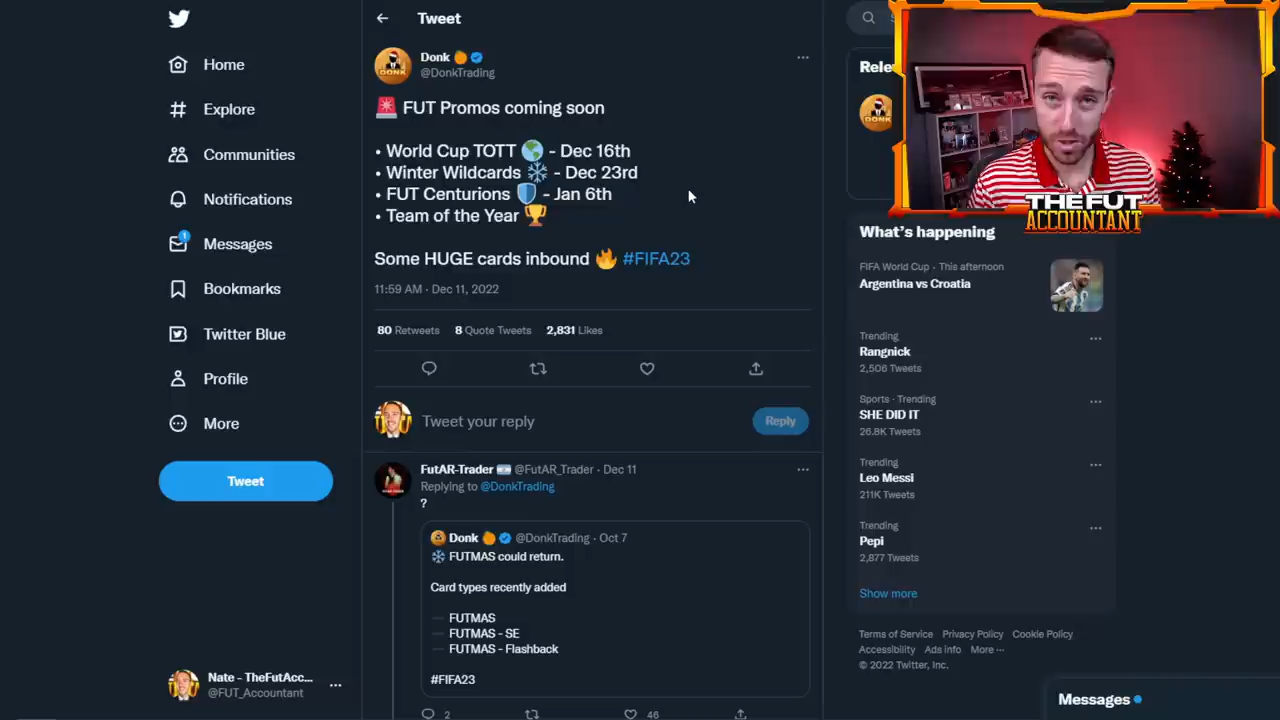 Home
Explore
Communities
Notifications
1
Messages
Bookmarks
Twitter Blue
Profile
More
Tweet
Nate - TheFutAcc...
@FUT_Accountant
Tweet
DONK
Donk
@DonkTrading
🚨 FUT Promos coming soon
• World Cup TOTT 🌎 - Dec 16th
• Winter Wildcards ❄️ - Dec 23rd
• FUT Centurions 🛡️ - Jan 6th
• Team of the Year 🏆
Some HUGE cards inbound 🔥 #FIFA23
11:59 AM · Dec 11, 2022
80 Retweets 8 Quote Tweets 2,831 Likes
Tweet your reply
Reply
FutAR-Trader 🇦🇷 @FutAR_Trader · Dec 11
Replying to @DonkTrading
?
Donk @DonkTrading · Oct 7
❄️ FUTMAS could return.
Card types recently added
— FUTMAS
— FUTMAS - SE
— FUTMAS - Flashback
#FIFA23
2
46
S
Rele
DONK
THE FUT
ACCOUNTANT
What's happening
FIFA World Cup · This afternoon
Argentina vs Croatia
Trending
Rangnick
2,506 Tweets
Sports · Trending
SHE DID IT
26.8K Tweets
Trending
Leo Messi
211K Tweets
Trending
Pepi
2,877 Tweets
Show more
Terms of Service Privacy Policy Cookie Policy
Accessibility Ads info More ···
© 2022 Twitter, Inc.
Messages